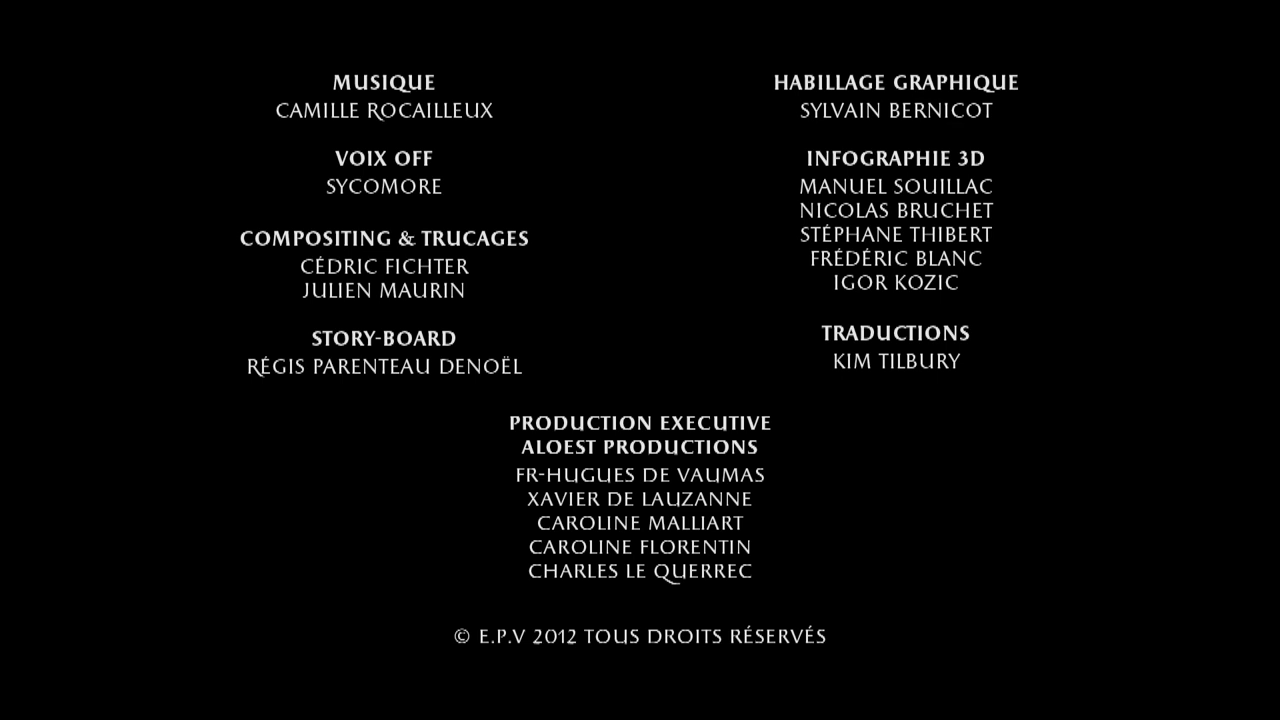 MUSIQUE
CAMILLE ROCAILLEUX
VOIX OFF
SYCOMORE
COMPOSITING & TRUCAGES
CÉDRIC FICHTER
JULIEN MAURIN
STORY-BOARD
RÉGIS PARENTEAU DENOËL
HABILLAGE GRAPHIQUE
SYLVAIN BERNICOT
INFOGRAPHIE 3D
MANUEL SOUILLAC
NICOLAS BRUCHET
STÉPHANE THIBERT
FRÉDÉRIC BLANC
IGOR KOZIC
TRADUCTIONS
KIM TILBURY
PRODUCTION EXECUTIVE
ALOEST PRODUCTIONS
FR-HUGUES DE VAUMAS
XAVIER DE LAUZANNE
CAROLINE MALLIART
CAROLINE FLORENTIN
CHARLES LE QUERREC
© E.P.V 2012 TOUS DROITS RÉSERVÉS